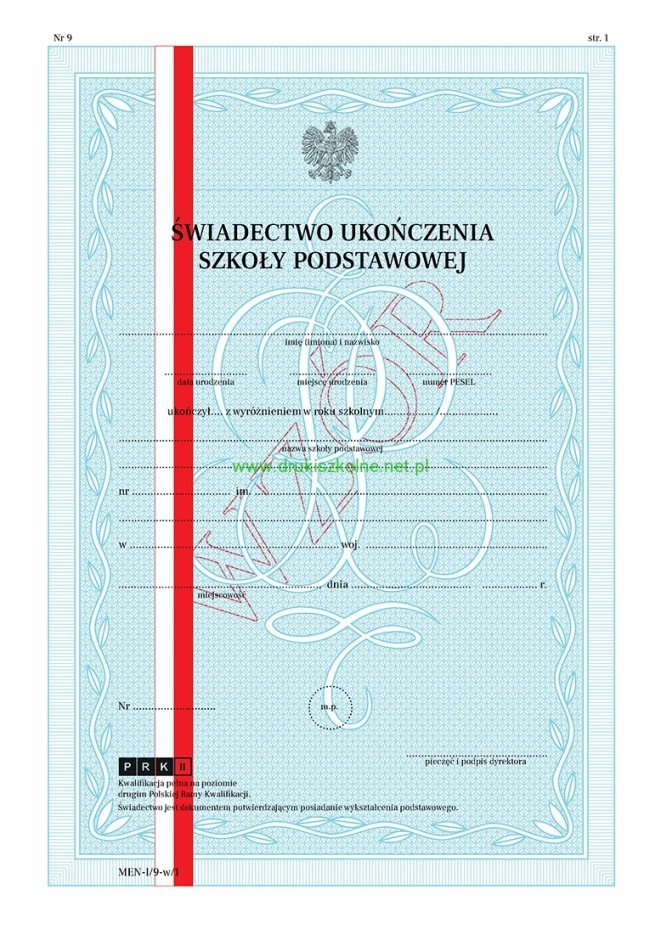 Nr 9 str. 1
ŚWIADECTWO UKOŃCZENIA
SZKOŁY PODSTAWOWEJ
imię (imiona) i nazwisko
data urodzenia miejsce urodzenia numer PESEL
ukończył.... z wyróżnieniem w roku szkolnym................. /...................
nazwa szkoły podstawowej
www.drukiszkolne.net.pl
nr .................................. im. ..................................
w .................................. woj. ..................................
.................................. dnia .................................. .................. r.
miejscowość
WZÓR
Nr ............................
m.p.
pieczęć i podpis dyrektora
PRK II
Kwalifikacja pełna na poziomie
drugim Polskiej Ramy Kwalifikacji.
Świadectwo jest dokumentem potwierdzającym posiadanie wykształcenia podstawowego.
MEN-I/9-w/1